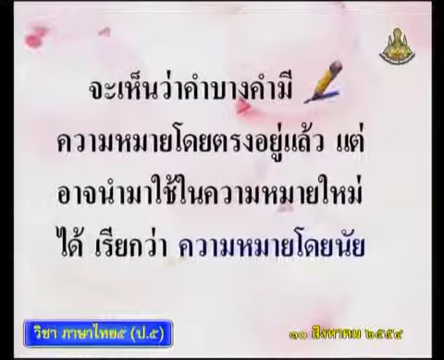 จะเห็นว่าคำบางคำมี
ความหมายโดยตรงอยู่แล้ว แต่
อาจนำมาใช้ในความหมายใหม่
ได้ เรียกว่า ความหมายโดยนัย
วิชา ภาษาไทย๕ (ป.๕)
๑๐ สิงหาคม ๒๕๕๔